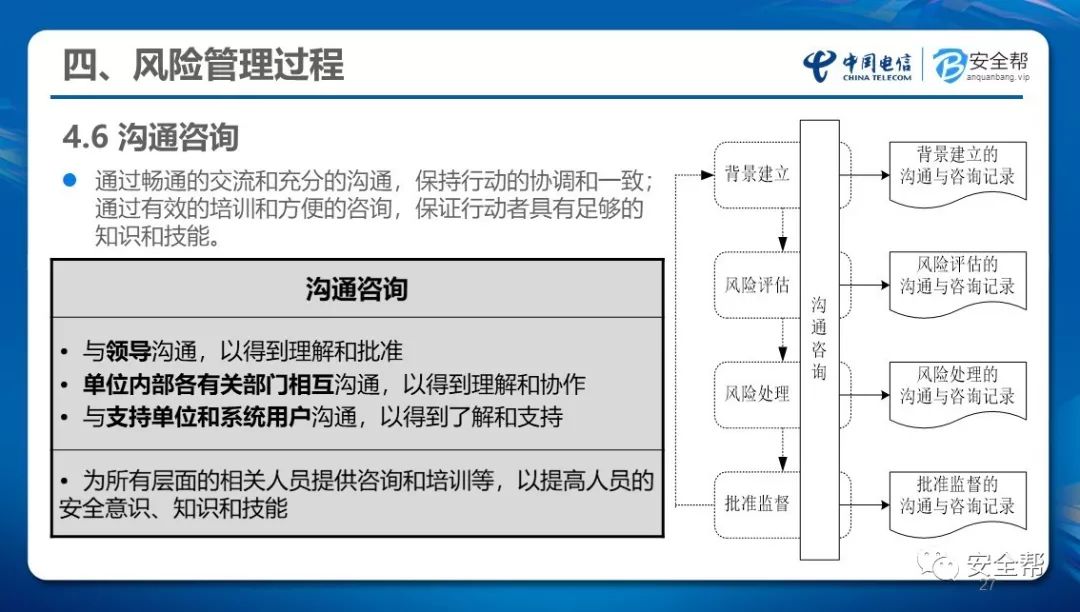 四、风险管理过程
中国电信
CHINA TELECOM
安全帮
anquanbang.vip
4.6 沟通咨询
通过畅通的交流和充分的沟通，保持行动的协调和一致；
通过有效的培训和方便的咨询，保证行动者具有足够的
知识和技能。
沟通咨询
• 与领导沟通，以得到理解和批准
• 单位内部各有关部门相互沟通，以得到理解和协作
• 与支持单位和系统用户沟通，以得到了解和支持
• 为所有层面的相关人员提供咨询和培训等，以提高人员的
安全意识、知识和技能
背景建立
风险评估
风险处理
批准监督
沟通咨询
背景建立的
沟通与咨询记录
风险评估的
沟通与咨询记录
风险处理的
沟通与咨询记录
批准监督的
沟通与咨询记录
安全帮
27